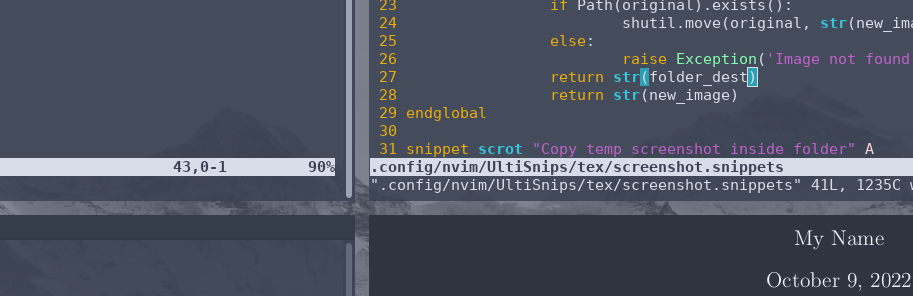 23 if Path(original).exists():
24 shutil.move(original, str(new_
25 else:
26 raise Exception('Image not found
27 return str(folder_dest)
28 return str(new_image)
29 endglobal
30
31 snippet scrot "Copy temp screenshot inside folder" A
43,0-1 90%
.config/nvim/UltiSnips/tex/screenshot.snippets
".config/nvim/UltiSnips/tex/screenshot.snippets" 41L, 1235C
My Name
October 9, 2022